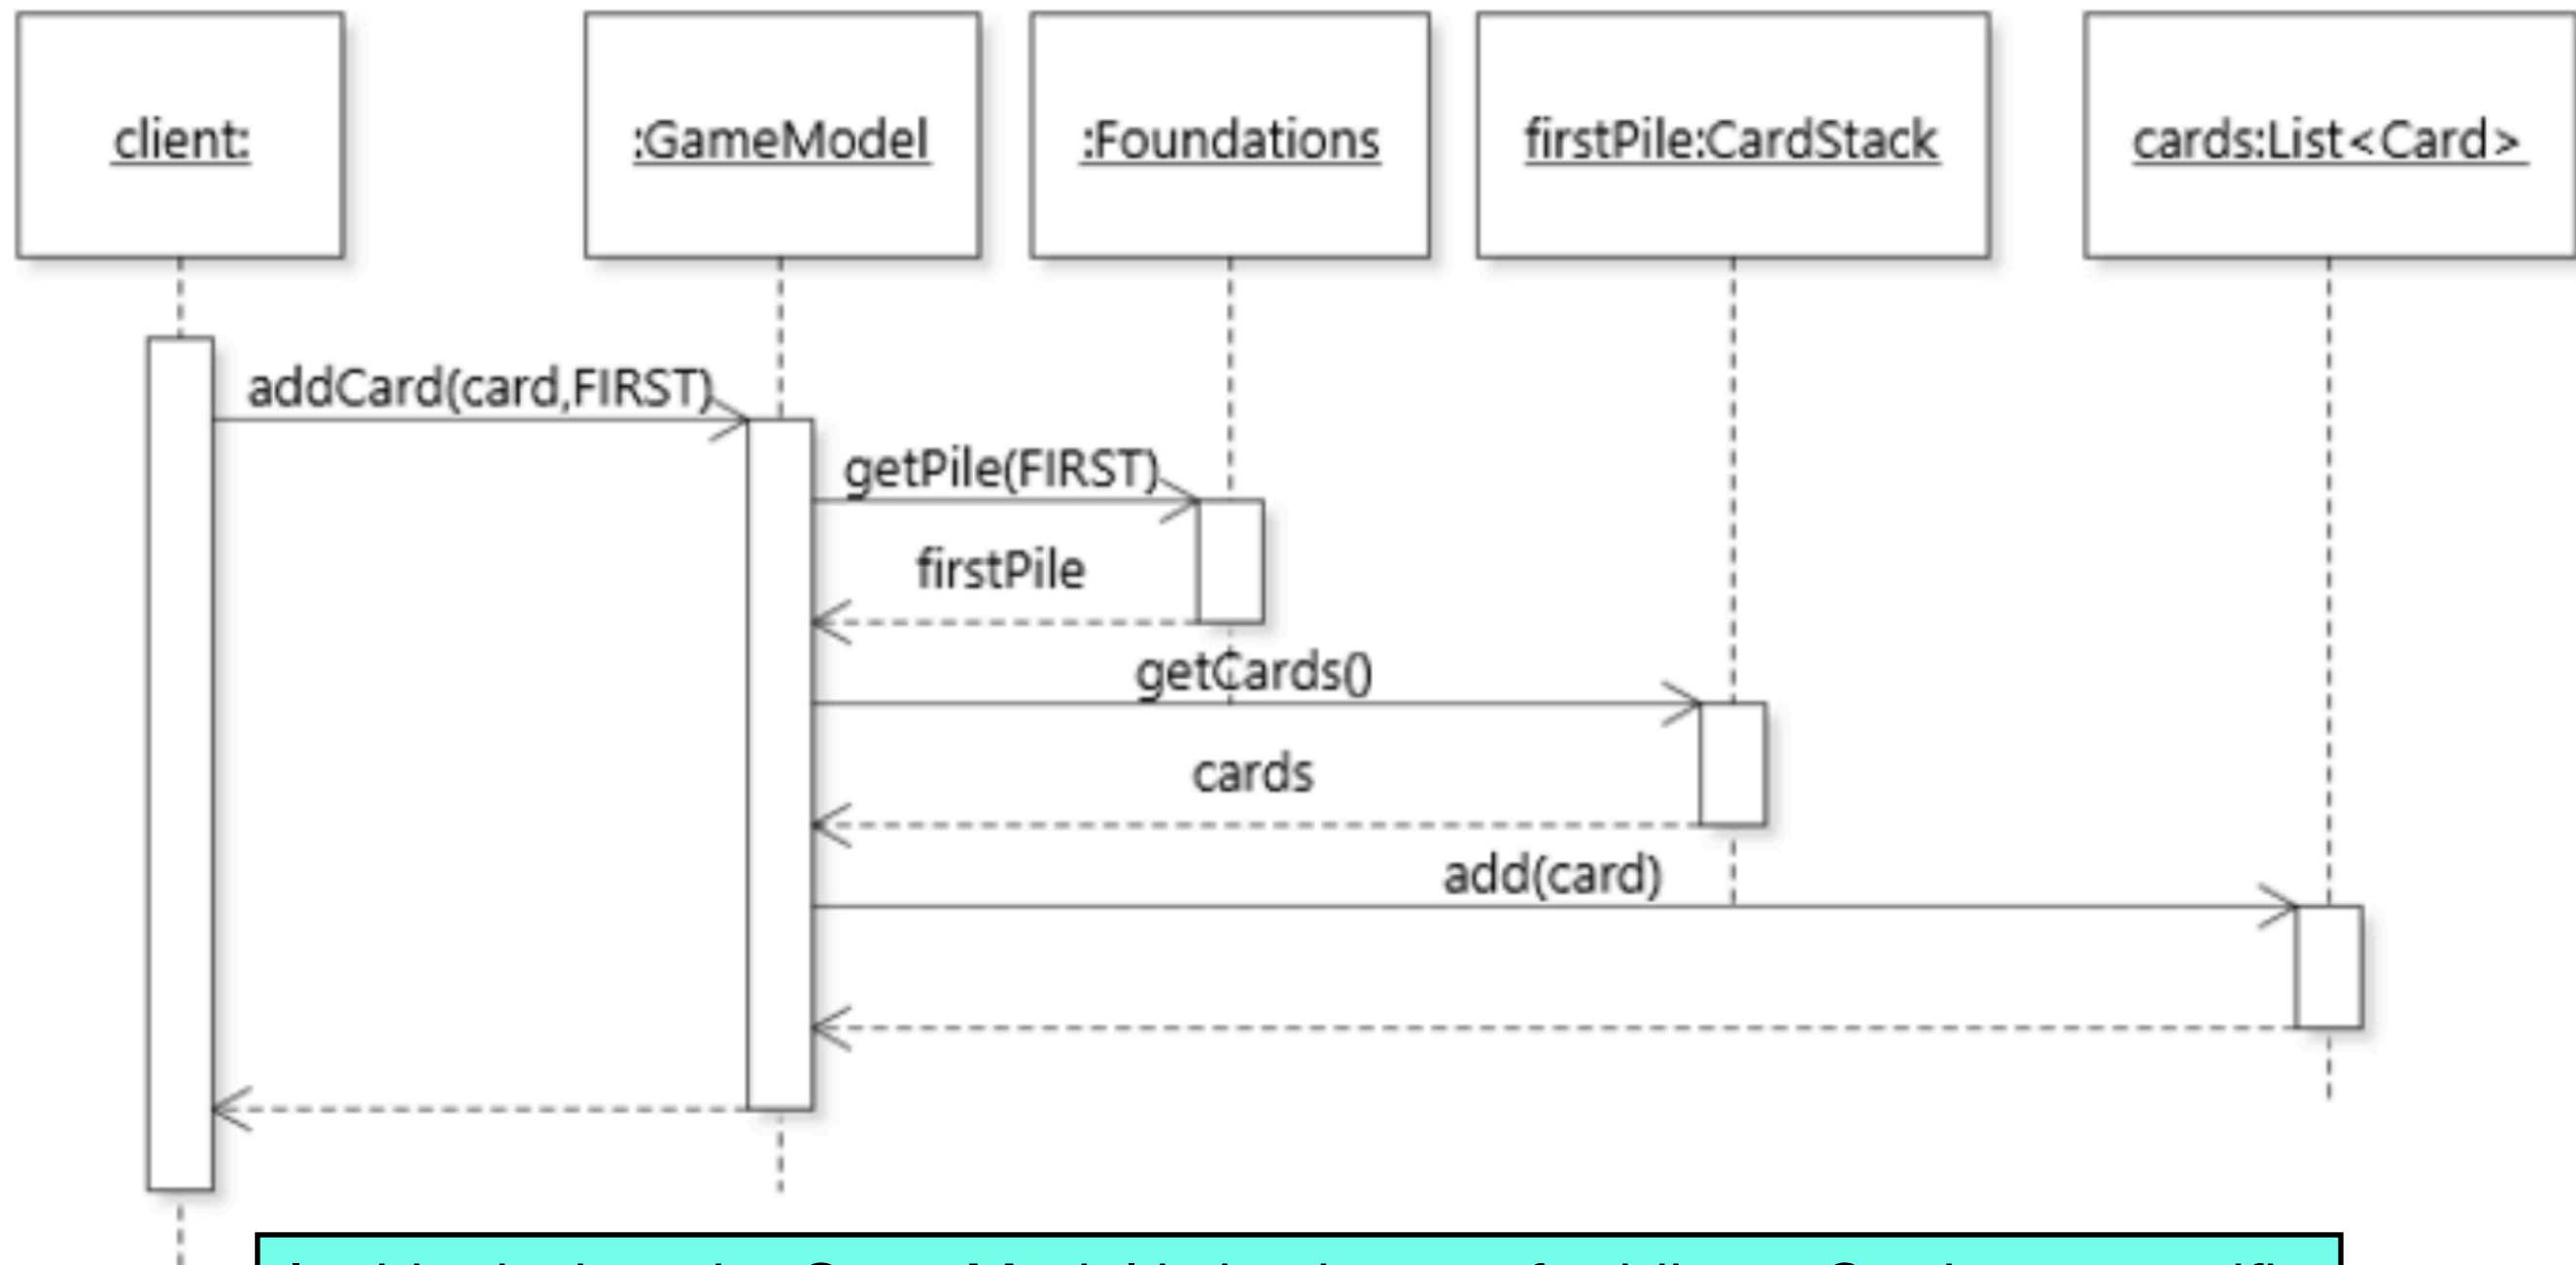 client:
:GameModel
:Foundations
firstPile:CardStack
cards:List<Card>
addCard(card,FIRST)
getPile(FIRST)
firstPile
getCards()
cards
add(card)